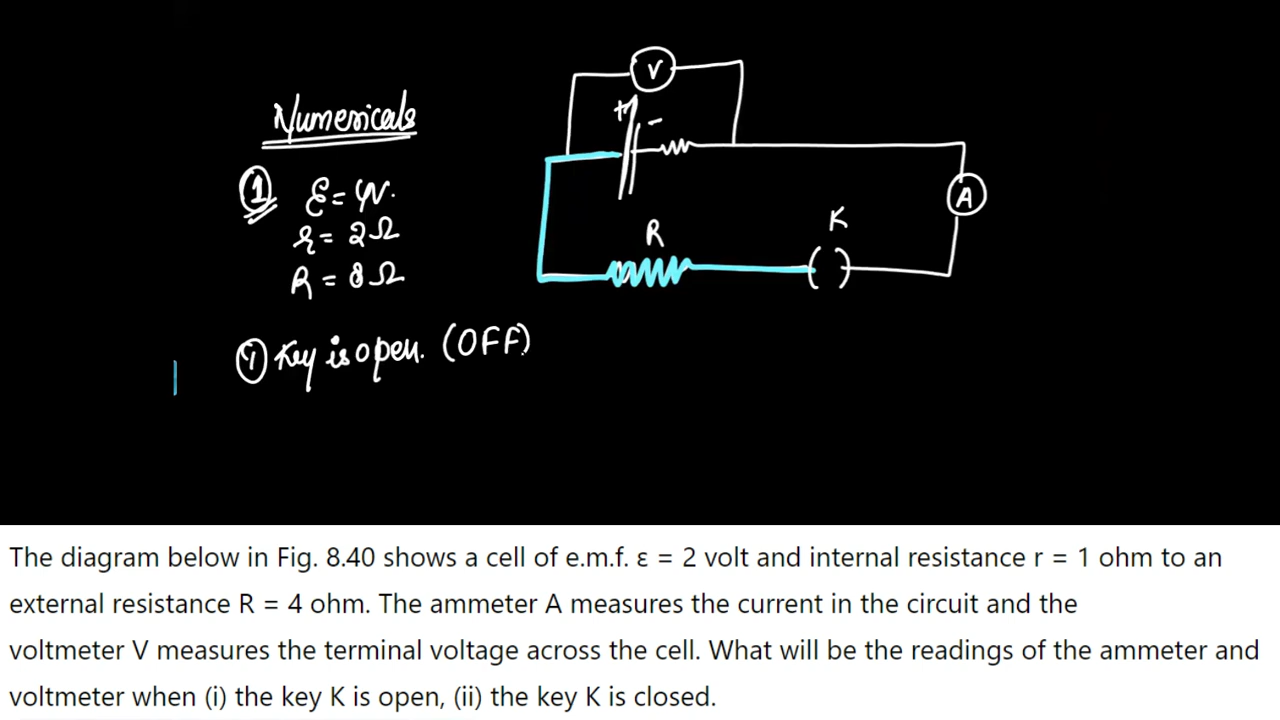 Numericals
① Ɛ = 4V.
r = 2Ω
R = 8Ω
① Key is open. (OFF)
V
+
-
R
K
( )
A
The diagram below in Fig. 8.40 shows a cell of e.m.f. ε = 2 volt and internal resistance r = 1 ohm to an
external resistance R = 4 ohm. The ammeter A measures the current in the circuit and the
voltmeter V measures the terminal voltage across the cell. What will be the readings of the ammeter and
voltmeter when (i) the key K is open, (ii) the key K is closed.